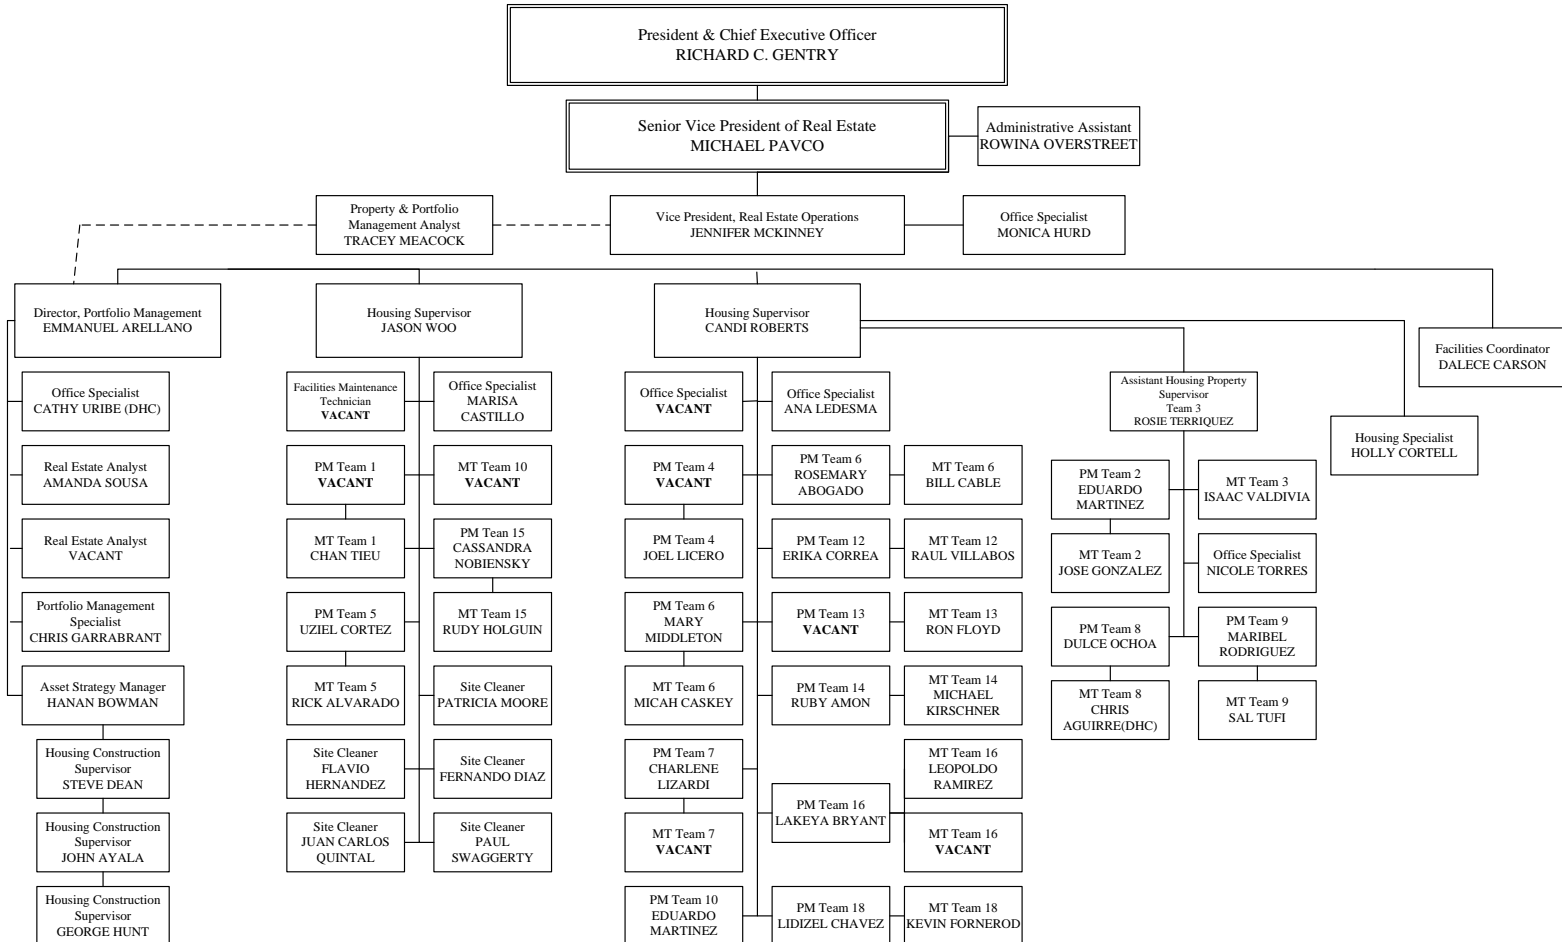 President & Chief Executive Officer
RICHARD C. GENTRY
Senior Vice President of Real Estate
MICHAEL PAVCO
Administrative Assistant
ROWINA OVERSTREET
Property & Portfolio
Management Analyst
TRACEY MEACOCK
Vice President, Real Estate Operations
JENNIFER MCKINNEY
Office Specialist
MONICA HURD
Director, Portfolio Management
EMMANUEL ARELLANO
Housing Supervisor
JASON WOO
Housing Supervisor
CANDI ROBERTS
Facilities Coordinator
DALECE CARSON
Office Specialist
CATHY URIBE (DHC)
Real Estate Analyst
AMANDA SOUSA
Real Estate Analyst
VACANT
Portfolio Management
Specialist
CHRIS GARRABRANT
Asset Strategy Manager
HANAN BOWMAN
Housing Construction
Supervisor
STEVE DEAN
Housing Construction
Supervisor
JOHN AYALA
Housing Construction
Supervisor
GEORGE HUNT
Facilities Maintenance
Technician
VACANT
Office Specialist
MARISA
CASTILLO
PM Team 1
VACANT
MT Team 10
VACANT
MT Team 1
CHAN TIEU
PM Tean 15
CASSANDRA
NOBIENSKY
PM Team 5
UZIEL CORTEZ
MT Team 15
RUDY HOLGUIN
MT Team 5
RICK ALVARADO
Site Cleaner
PATRICIA MOORE
Site Cleaner
FLAVIO
HERNANDEZ
Site Cleaner
FERNANDO DIAZ
Site Cleaner
JUAN CARLOS
QUINTAL
Site Cleaner
PAUL
SWAGGERTY
Office Specialist
VACANT
Office Specialist
ANA LEDESMA
PM Team 4
VACANT
PM Team 6
ROSEMARY
ABOGADO
MT Team 6
BILL CABLE
PM Team 4
JOEL LICERO
PM Team 12
ERIKA CORREA
MT Team 12
RAUL VILLABOS
PM Team 6
MARY
MIDDLETON
PM Team 13
VACANT
MT Team 13
RON FLOYD
MT Team 6
MICAH CASKEY
PM Team 14
RUBY AMON
MT Team 14
MICHAEL
KIRSCHNER
PM Team 7
CHARLENE
LIZARDI
PM Team 16
LAKEYA BRYANT
MT Team 16
LEOPOLDO
RAMIREZ
MT Team 7
VACANT
MT Team 16
VACANT
PM Team 10
EDUARDO
MARTINEZ
PM Team 18
LIDIZEL CHAVEZ
MT Team 18
KEVIN FORNEROD
Assistant Housing Property
Supervisor
Team 3
ROSIE TERRIQUEZ
Housing Specialist
HOLLY CORTELL
PM Team 2
EDUARDO
MARTINEZ
MT Team 3
ISAAC VALDIVIA
MT Team 2
JOSE GONZALEZ
Office Specialist
NICOLE TORRES
PM Team 8
DULCE OCHOA
PM Team 9
MARIBEL
RODRIGUEZ
MT Team 8
CHRIS
AGUIRRE(DHC)
MT Team 9
SAL TUFI